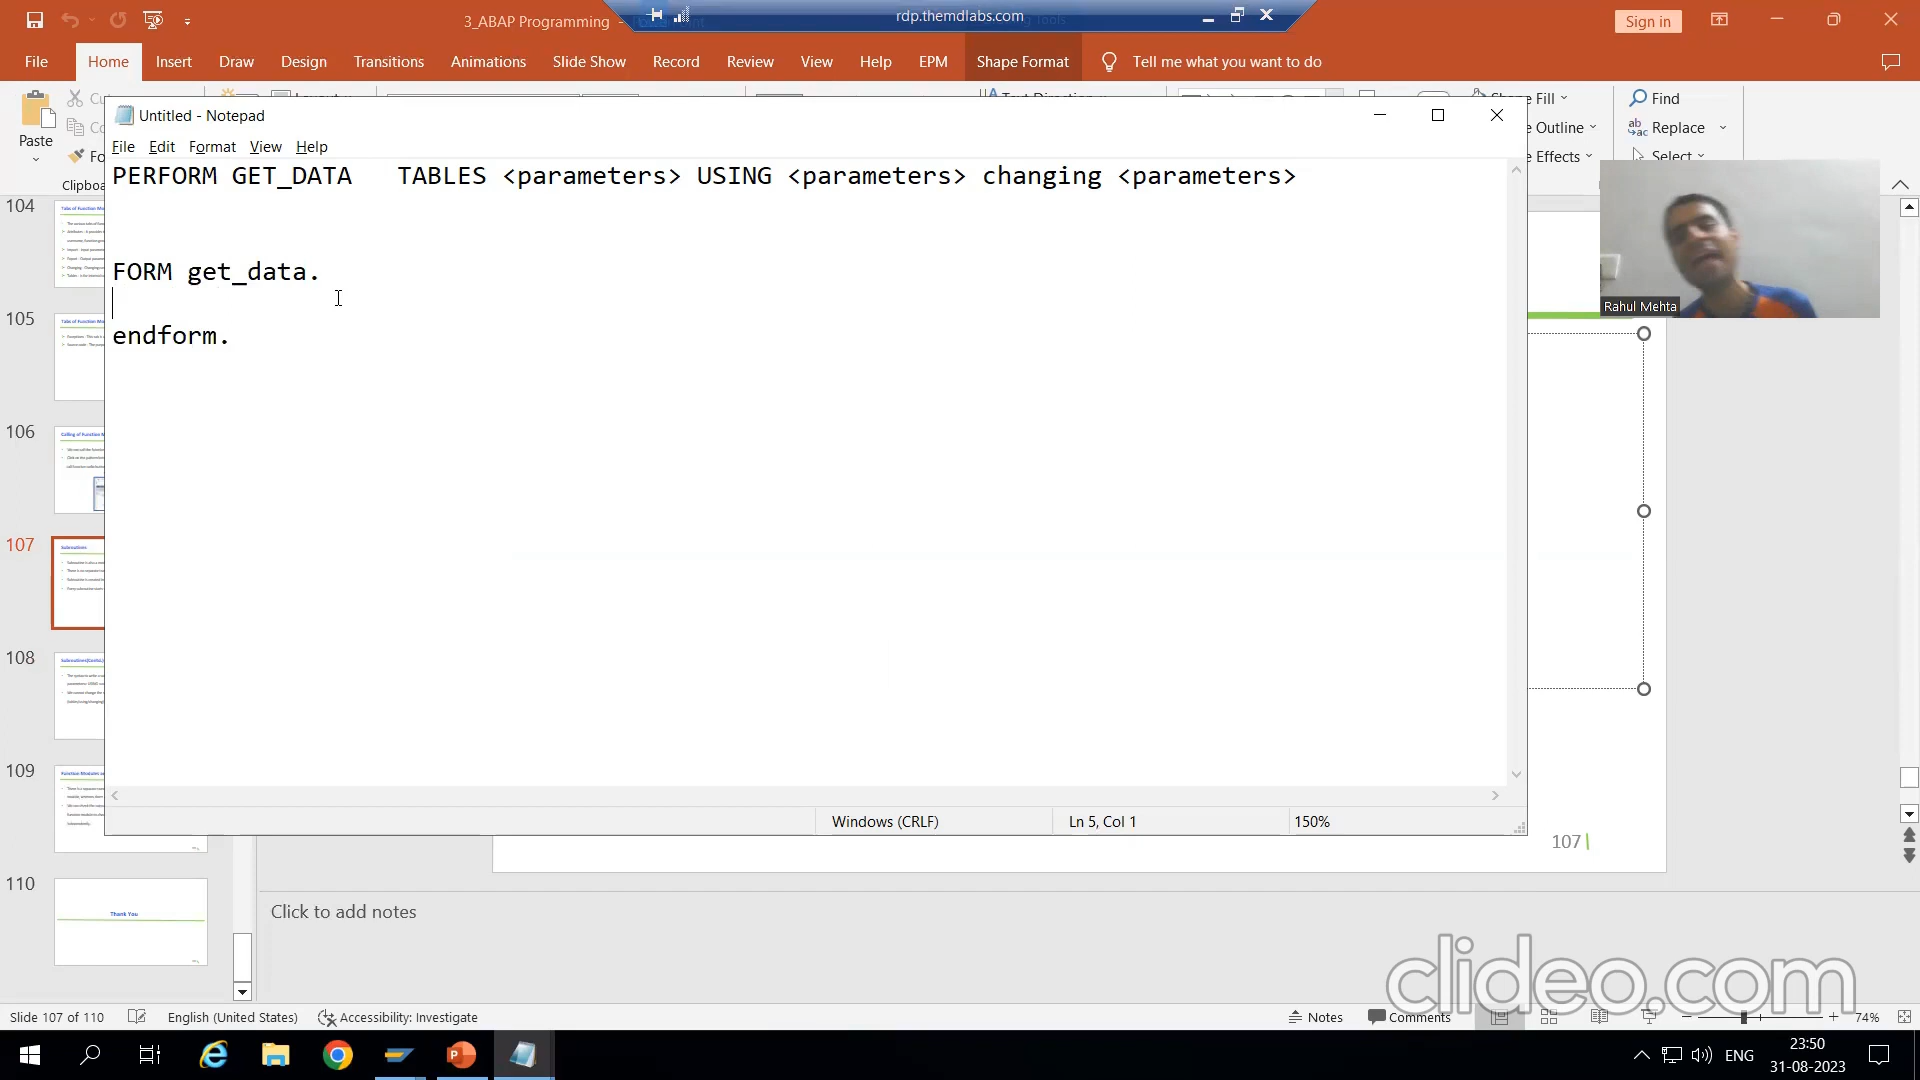 3_ABAP Programming -
rdp.themdlabs.com
Sign in
File Home Insert Draw Design Transitions Animations Slide Show Record Review View Help EPM Shape Format Tell me what you want to do
Paste
Clipboa
Find
Replace
Select
Fill
Outline
Effects
Untitled - Notepad
File Edit Format View Help
PERFORM GET_DATA TABLES <parameters> USING <parameters> changing <parameters>
FORM get_data.
endform.
Windows (CRLF) Ln 5, Col 1 150%
Rahul Mehta
104
105
106
107
Subroutines
108
109
110
Thank You
107
Click to add notes
clideo.com
Slide 107 of 110 English (United States) Accessibility: Investigate Notes Comments 74%
ENG
23:50
31-08-2023